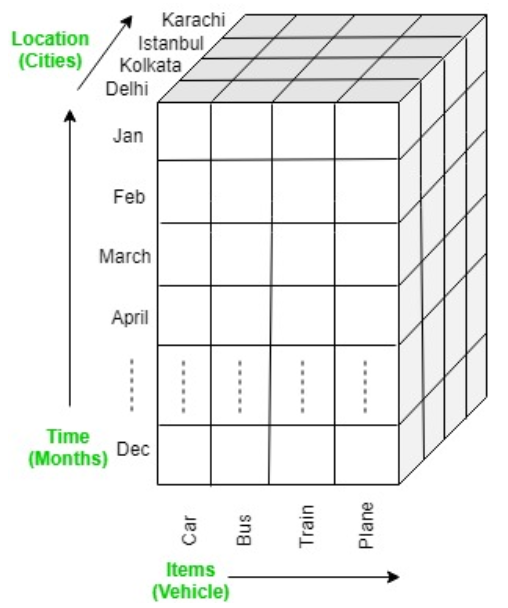 Karachi
Istanbul
Kolkata
Delhi
Location
(Cities)
Jan
Feb
March
April
Dec
Time
(Months)
Car
Bus
Train
Plane
Items
(Vehicle)